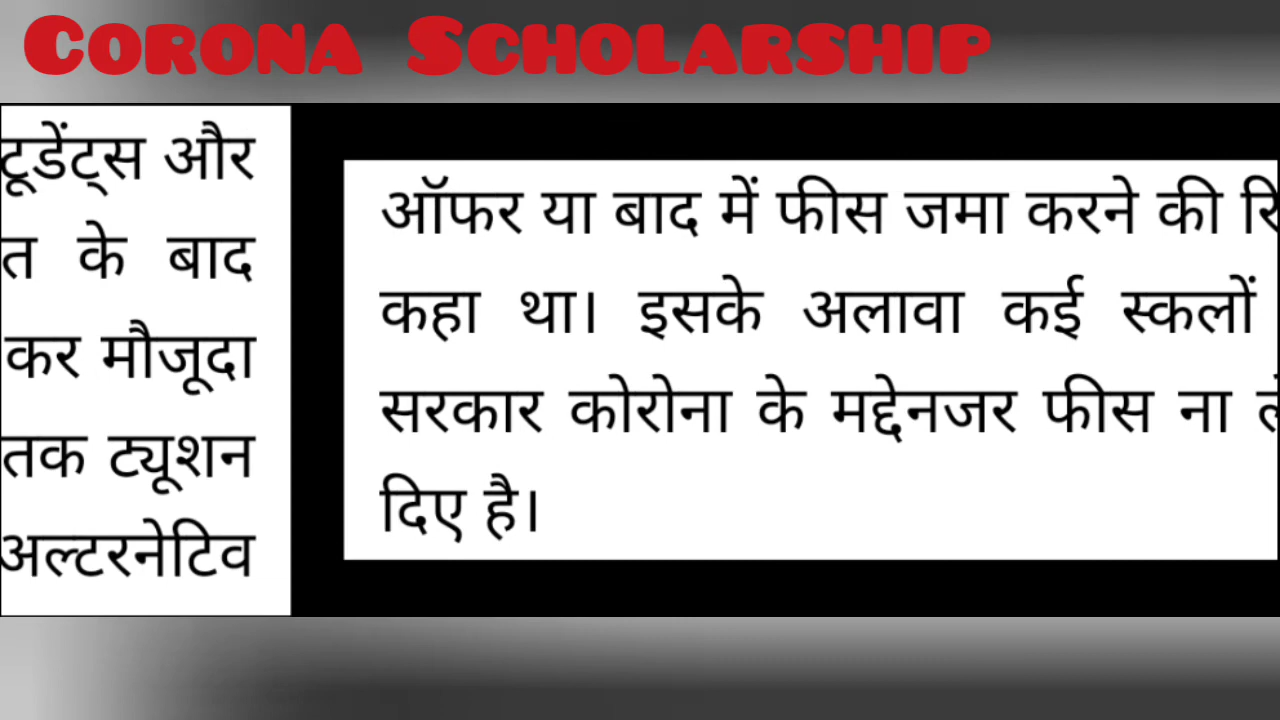 Corona Scholarship
और
के बाद
कर मौजूदा
तक ट्यूशन
अल्टरनेटिव
ऑफर या बाद में फीस जमा करने की
कहा था। इसके अलावा कई स्कलों
सरकार कोरोना के मद्देनजर फीस ना
दिए है।